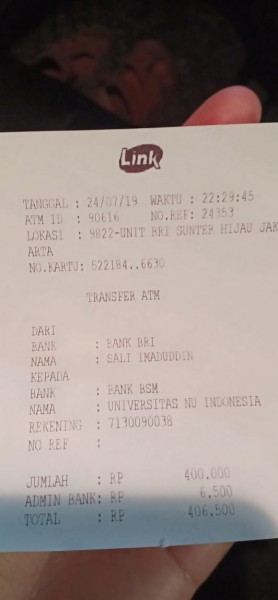 Link
TANGGAL : 24/07/19 WAKTU : 22:29:45
ATM ID : 90616 NO.REF: 24353
LOKASI : 9822-UNIT BRI SUNTER HIJAU JAK
ARTA
NO.KARTU: 522184..6630
TRANSFER ATM
DARI
BANK : BANK BRI
NAMA : SALI IMADUDDIN
KEPADA
BANK : BANK BSM
NAMA : UNIVERSITAS NU INDONESIA
REKENING : 7130090038
NO REF :
JUMLAH : RP 400.000
ADMIN BANK: RP 6.500
TOTAL : RP 406.500